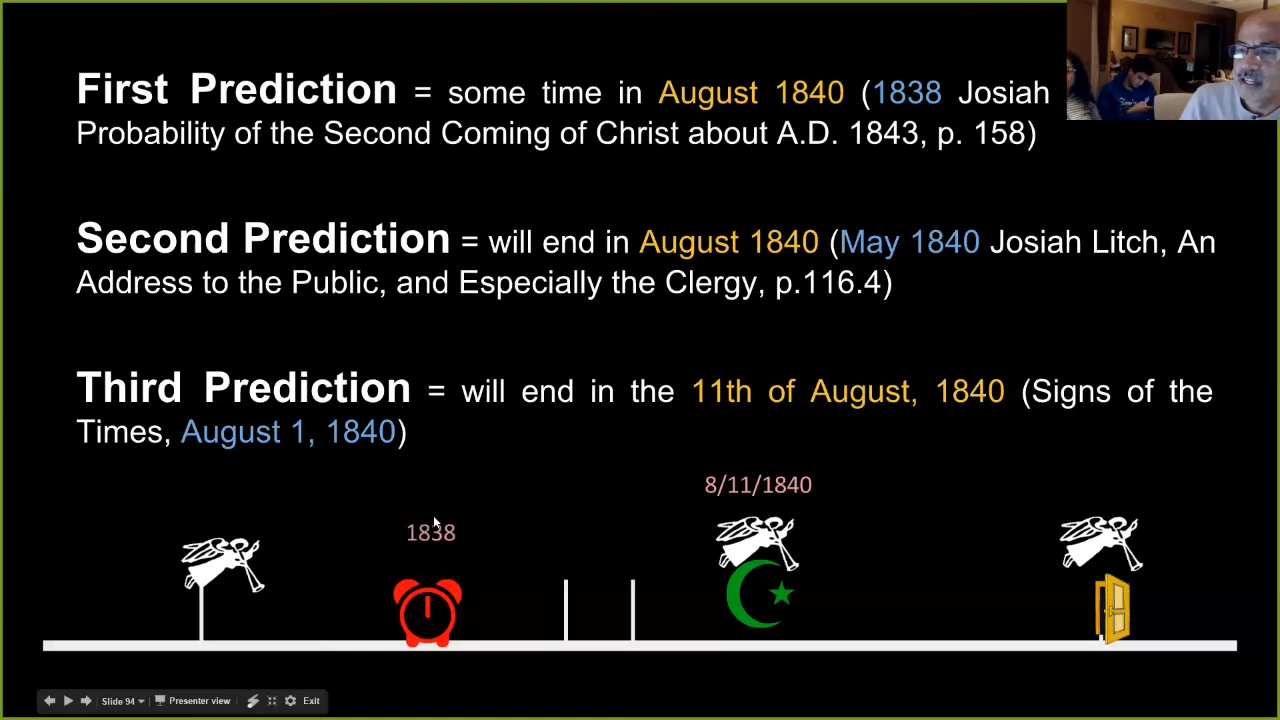 First Prediction = some time in August 1840 (1838 Josiah
Probability of the Second Coming of Christ about A.D. 1843, p. 158)
Second Prediction = will end in August 1840 (May 1840 Josiah Litch, An
Address to the Public, and Especially the Clergy, p.116.4)
Third Prediction = will end in the 11th of August, 1840 (Signs of the
Times, August 1, 1840)
8/11/1840
1838
Slide 94
Presenter view
Exit